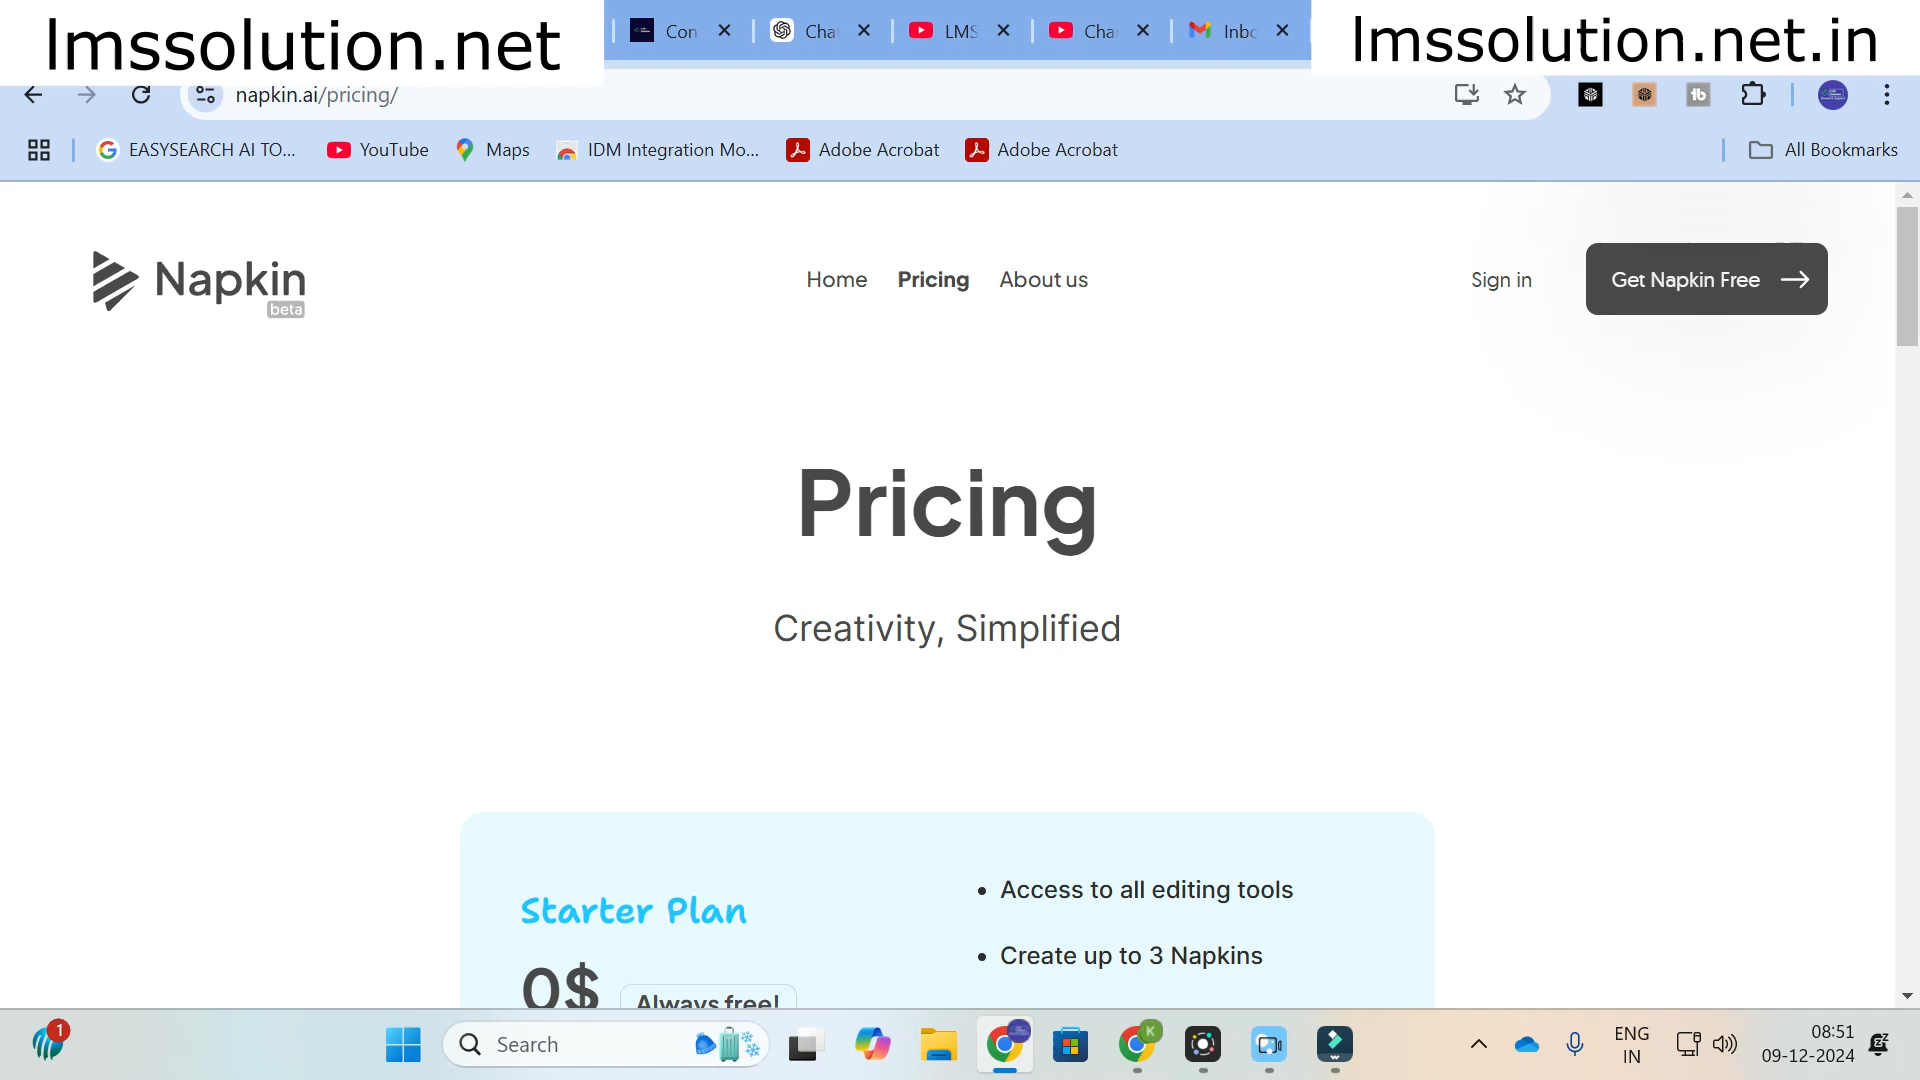 lmssolution.net
Con
Cha
LMS
Cha
Inbc
lmssolution.net.in
napkin.ai/pricing/
EASYSEARCH AI TO...
YouTube
Maps
IDM Integration Mo...
Adobe Acrobat
Adobe Acrobat
All Bookmarks
Napkin
beta
Home
Pricing
About us
Sign in
Get Napkin Free
Pricing
Creativity, Simplified
Starter Plan
0$
Always free!
• Access to all editing tools
• Create up to 3 Napkins
1
Search
K
ENG
IN
08:51
09-12-2024